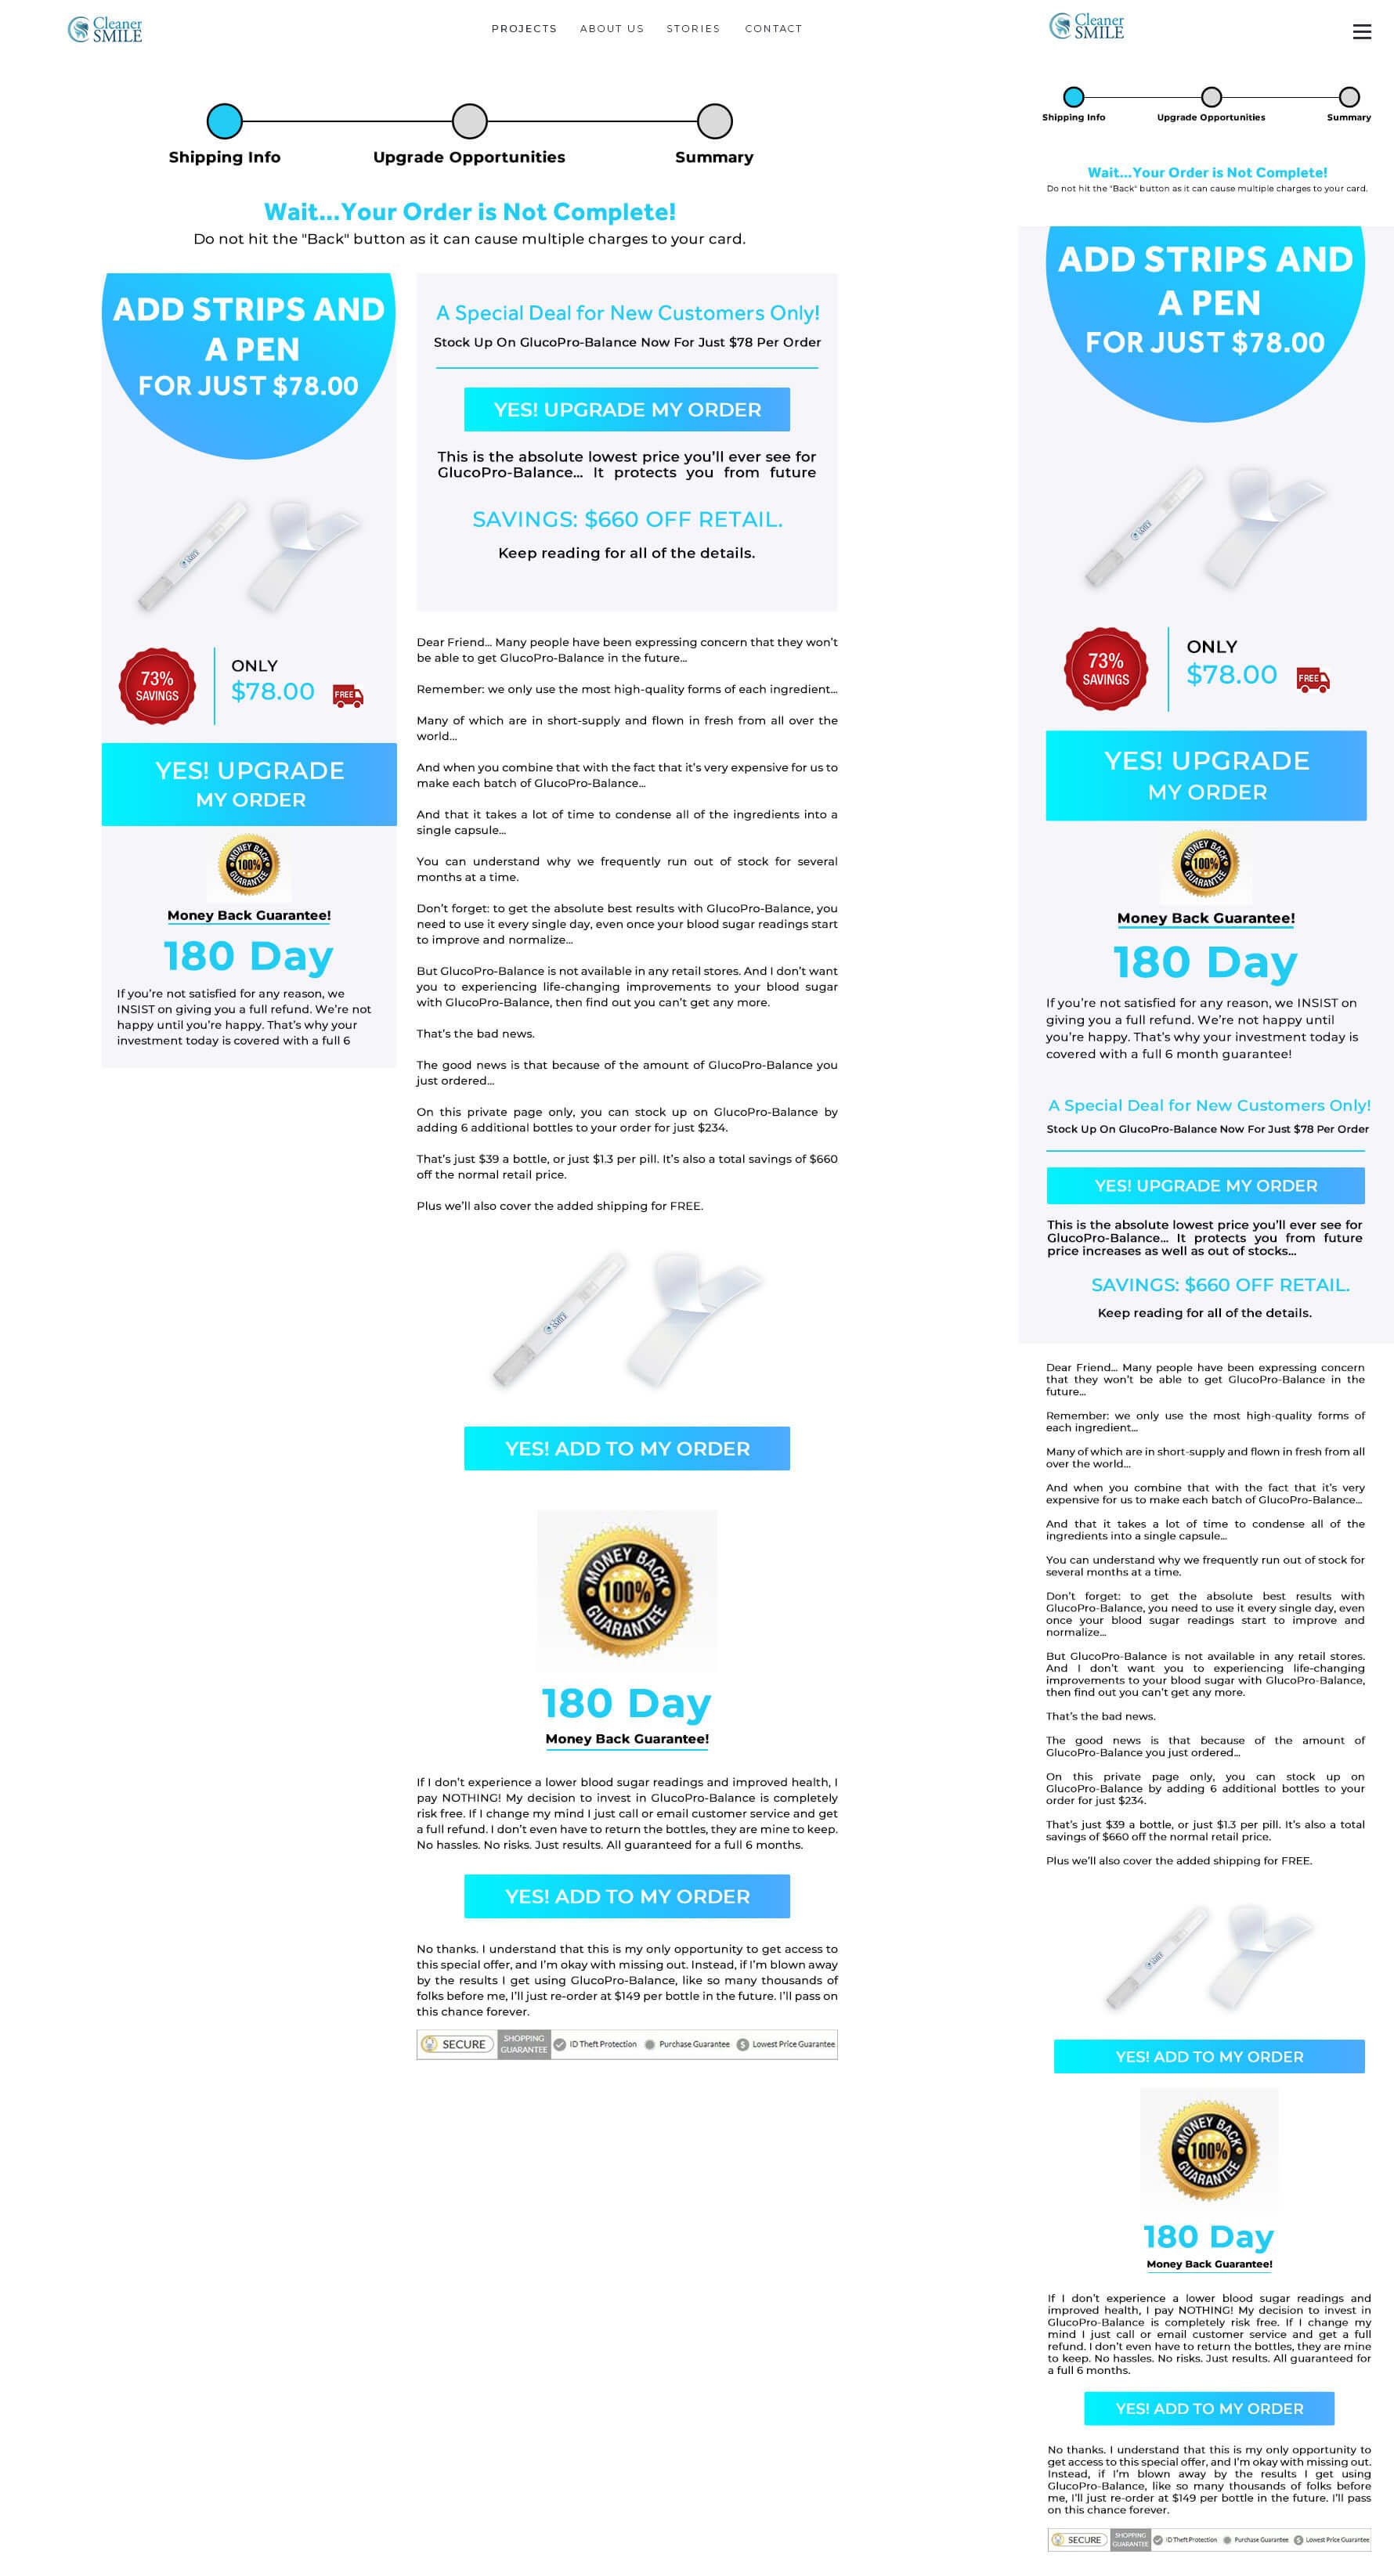 Cleaner
SMILE
PROJECTS ABOUT US STORIES CONTACT
Shipping Info Upgrade Opportunities Summary
Wait...Your Order is Not Complete!
Do not hit the "Back" button as it can cause multiple charges to your card.
ADD STRIPS AND
A PEN
FOR JUST $78.00
Cleaner
SMILE
73%
SAVINGS
ONLY
$78.00
FREE
YES! UPGRADE
MY ORDER
MONEY BACK
100%
GUARANTEE
Money Back Guarantee!
180 Day
If you're not satisfied for any reason, we
INSIST on giving you a full refund. We're not
happy until you're happy. That's why your
investment today is covered with a full 6
A Special Deal for New Customers Only!
Stock Up On GlucoPro-Balance Now For Just $78 Per Order
YES! UPGRADE MY ORDER
This is the absolute lowest price you'll ever see for
GlucoPro-Balance... It protects you from future
SAVINGS: $660 OFF RETAIL.
Keep reading for all of the details.
Dear Friend... Many people have been expressing concern that they won't
be able to get GlucoPro-Balance in the future...
Remember: we only use the most high-quality forms of each ingredient...
Many of which are in short-supply and flown in fresh from all over the
world...
And when you combine that with the fact that it's very expensive for us to
make each batch of GlucoPro-Balance...
And that it takes a lot of time to condense all of the ingredients into a
single capsule...
You can understand why we frequently run out of stock for several
months at a time.
Don't forget: to get the absolute best results with GlucoPro-Balance, you
need to use it every single day, even once your blood sugar readings start
to improve and normalize...
But GlucoPro-Balance is not available in any retail stores. And I don't want
you to experiencing life-changing improvements to your blood sugar
with GlucoPro-Balance, then find out you can't get any more.
That's the bad news.
The good news is that because of the amount of GlucoPro-Balance you
just ordered...
On this private page only, you can stock up on GlucoPro-Balance by
adding 6 additional bottles to your order for just $234.
That's just $39 a bottle, or just $1.3 per pill. It's also a total savings of $660
off the normal retail price.
Plus we'll also cover the added shipping for FREE.
Cleaner
SMILE
YES! ADD TO MY ORDER
MONEY BACK
100%
GUARANTEE
180 Day
Money Back Guarantee!
If I don't experience a lower blood sugar readings and improved health, I
pay NOTHING! My decision to invest in GlucoPro-Balance is completely
risk free. If I change my mind I just call or email customer service and get
a full refund. I don't even have to return the bottles, they are mine to keep.
No hassles. No risks. Just results. All guaranteed for a full 6 months.
YES! ADD TO MY ORDER
No thanks. I understand that this is my only opportunity to get access to
this special offer, and I'm okay with missing out. Instead, if I'm blown away
by the results I get using GlucoPro-Balance, like so many thousands of
folks before me, I'll just re-order at $149 per bottle in the future. I'll pass on
this chance forever.
SECURE SHOPPING GUARANTEE ID Theft Protection Purchase Guarantee $ Lowest Price Guarantee
Cleaner
SMILE
Shipping Info Upgrade Opportunities Summary
Wait...Your Order is Not Complete!
Do not hit the "Back" button as it can cause multiple charges to your card.
ADD STRIPS AND
A PEN
FOR JUST $78.00
Cleaner
SMILE
73%
SAVINGS
ONLY
$78.00
FREE
YES! UPGRADE
MY ORDER
MONEY BACK
100%
GUARANTEE
Money Back Guarantee!
180 Day
If you're not satisfied for any reason, we INSIST on
giving you a full refund. We're not happy until
you're happy. That's why your investment today is
covered with a full 6 month guarantee!
A Special Deal for New Customers Only!
Stock Up On GlucoPro-Balance Now For Just $78 Per Order
YES! UPGRADE MY ORDER
This is the absolute lowest price you'll ever see for
GlucoPro-Balance... It protects you from future
price increases as well as out of stocks...
SAVINGS: $660 OFF RETAIL.
Keep reading for all of the details.
Dear Friend... Many people have been expressing concern
that they won't be able to get GlucoPro-Balance in the
future...
Remember: we only use the most high-quality forms of
each ingredient...
Many of which are in short-supply and flown in fresh from all
over the world...
And when you combine that with the fact that it's very
expensive for us to make each batch of GlucoPro-Balance...
And that it takes a lot of time to condense all of the
ingredients into a single capsule...
You can understand why we frequently run out of stock for
several months at a time.
Don't forget: to get the absolute best results with
GlucoPro-Balance, you need to use it every single day, even
once your blood sugar readings start to improve and
normalize...
But GlucoPro-Balance is not available in any retail stores.
And I don't want you to experiencing life-changing
improvements to your blood sugar with GlucoPro-Balance,
then find out you can't get any more.
That's the bad news.
The good news is that because of the amount of
GlucoPro-Balance you just ordered...
On this private page only, you can stock up on
GlucoPro-Balance by adding 6 additional bottles to your
order for just $234.
That's just $39 a bottle, or just $1.3 per pill. It's also a total
savings of $660 off the normal retail price.
Plus we'll also cover the added shipping for FREE.
Cleaner
SMILE
YES! ADD TO MY ORDER
MONEY BACK
100%
GUARANTEE
180 Day
Money Back Guarantee!
If I don't experience a lower blood sugar readings and
improved health, I pay NOTHING! My decision to invest in
GlucoPro-Balance is completely risk free. If I change my
mind I just call or email customer service and get a full
refund. I don't even have to return the bottles, they are mine
to keep. No hassles. No risks. Just results. All guaranteed for
a full 6 months.
YES! ADD TO MY ORDER
No thanks. I understand that this is my only opportunity to
get access to this special offer, and I'm okay with missing out.
Instead, if I'm blown away by the results I get using
GlucoPro-Balance, like so many thousands of folks before
me, I'll just re-order at $149 per bottle in the future. I'll pass
on this chance forever.
SECURE SHOPPING GUARANTEE ID Theft Protection Purchase Guarantee $ Lowest Price Guarantee